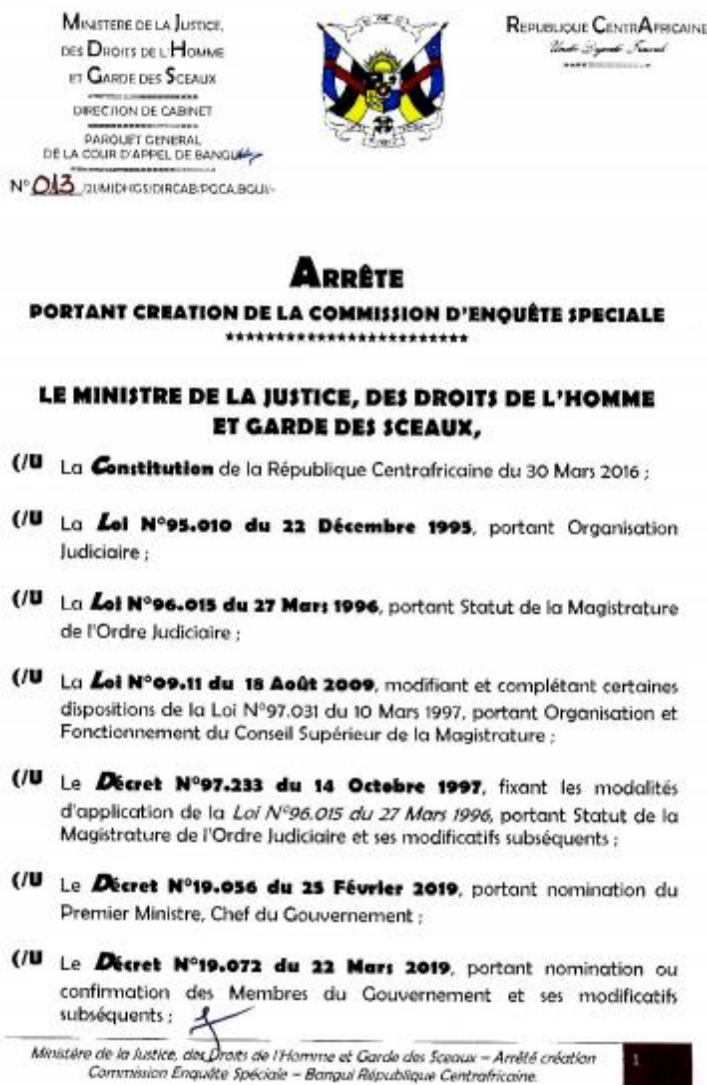 MINISTERE DE LA JUSTICE,
DES DROITS DE L'HOMME
ET GARDE DES SCEAUX
DIRECTION DE CABINET
PARQUET GENERAL
DE LA COUR D'APPEL DE BANGUI
N° 013 /21/MJDHGS/DIRCAB/PGCA.BGUI/-
REPUBLIQUE CENTRAFRICAINE
Unité Dignité Travail
ARRÊTE
PORTANT CREATION DE LA COMMISSION D'ENQUÊTE SPECIALE
************************
LE MINISTRE DE LA JUSTICE, DES DROITS DE L'HOMME
ET GARDE DES SCEAUX,
(/U La Constitution de la République Centrafricaine du 30 Mars 2016 ;
(/U La Loi N°95.010 du 22 Décembre 1995, portant Organisation
Judiciaire ;
(/U La Loi N°96.015 du 27 Mars 1996, portant Statut de la Magistrature
de l'Ordre Judiciaire ;
(/U La Loi N°09.11 du 18 Août 2009, modifiant et complétant certaines
dispositions de la Loi N°97.031 du 10 Mars 1997, portant Organisation et
Fonctionnement du Conseil Supérieur de la Magistrature ;
(/U Le Décret N°97.233 du 14 Octobre 1997, fixant les modalités
d'application de la Loi N°96.015 du 27 Mars 1996, portant Statut de la
Magistrature de l'Ordre Judiciaire et ses modificatifs subséquents ;
(/U Le Décret N°19.056 du 25 Février 2019, portant nomination du
Premier Ministre, Chef du Gouvernement ;
(/U Le Décret N°19.072 du 22 Mars 2019, portant nomination ou
confirmation des Membres du Gouvernement et ses modificatifs
subséquents ;
Ministère de la Justice, des Droits de l'Homme et Garde des Sceaux – Arrêté création
Commission Enquête Spéciale – Bangui République Centrafricaine.
1